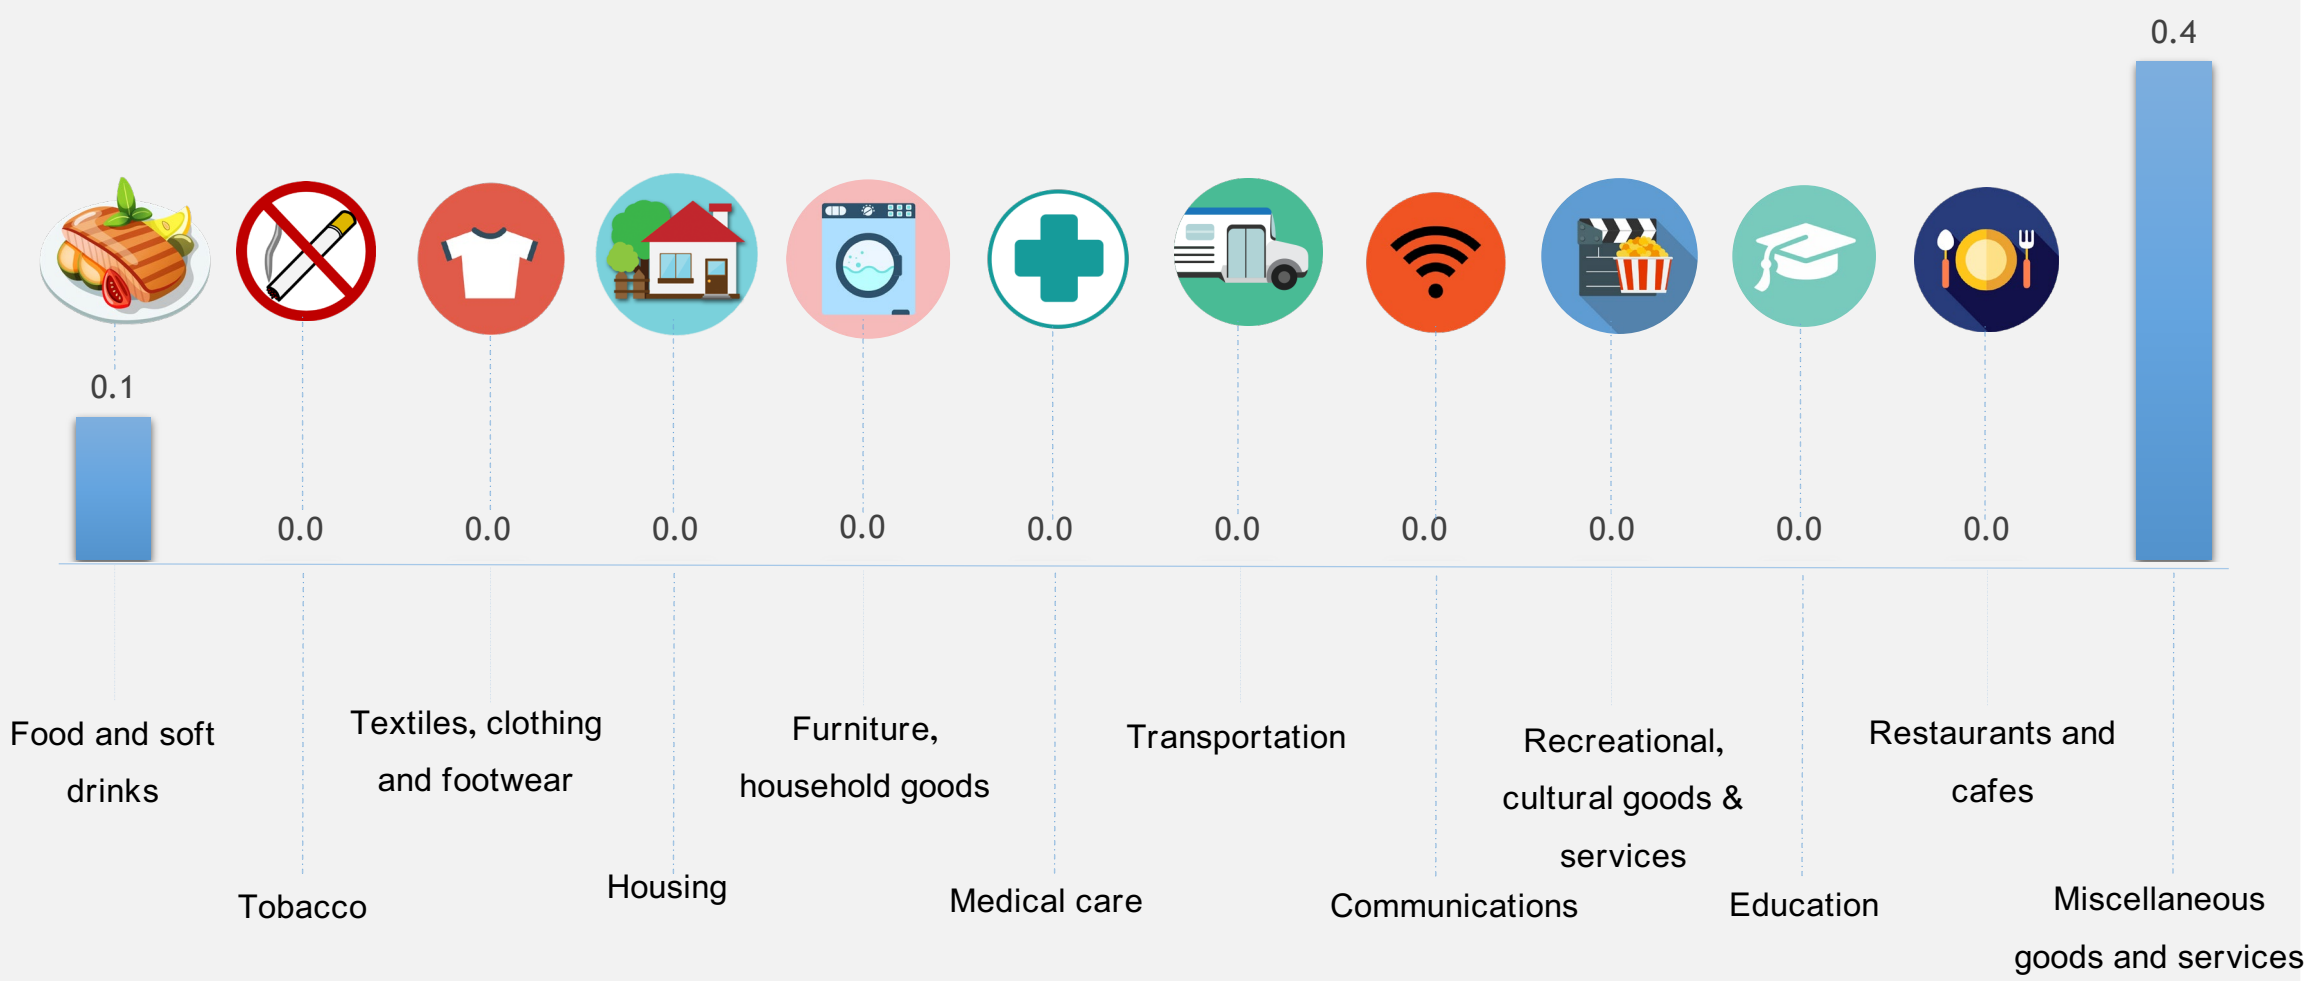 0.4
0.1
0.0
0.0
0.0
0.0
0.0
0.0
0.0
0.0
0.0
0.0
Food and soft
drinks
Tobacco
Textiles, clothing
and footwear
Housing
Furniture,
household goods
Medical care
Transportation
Communications
Recreational,
cultural goods &
services
Education
Restaurants and
cafes
Miscellaneous
goods and services